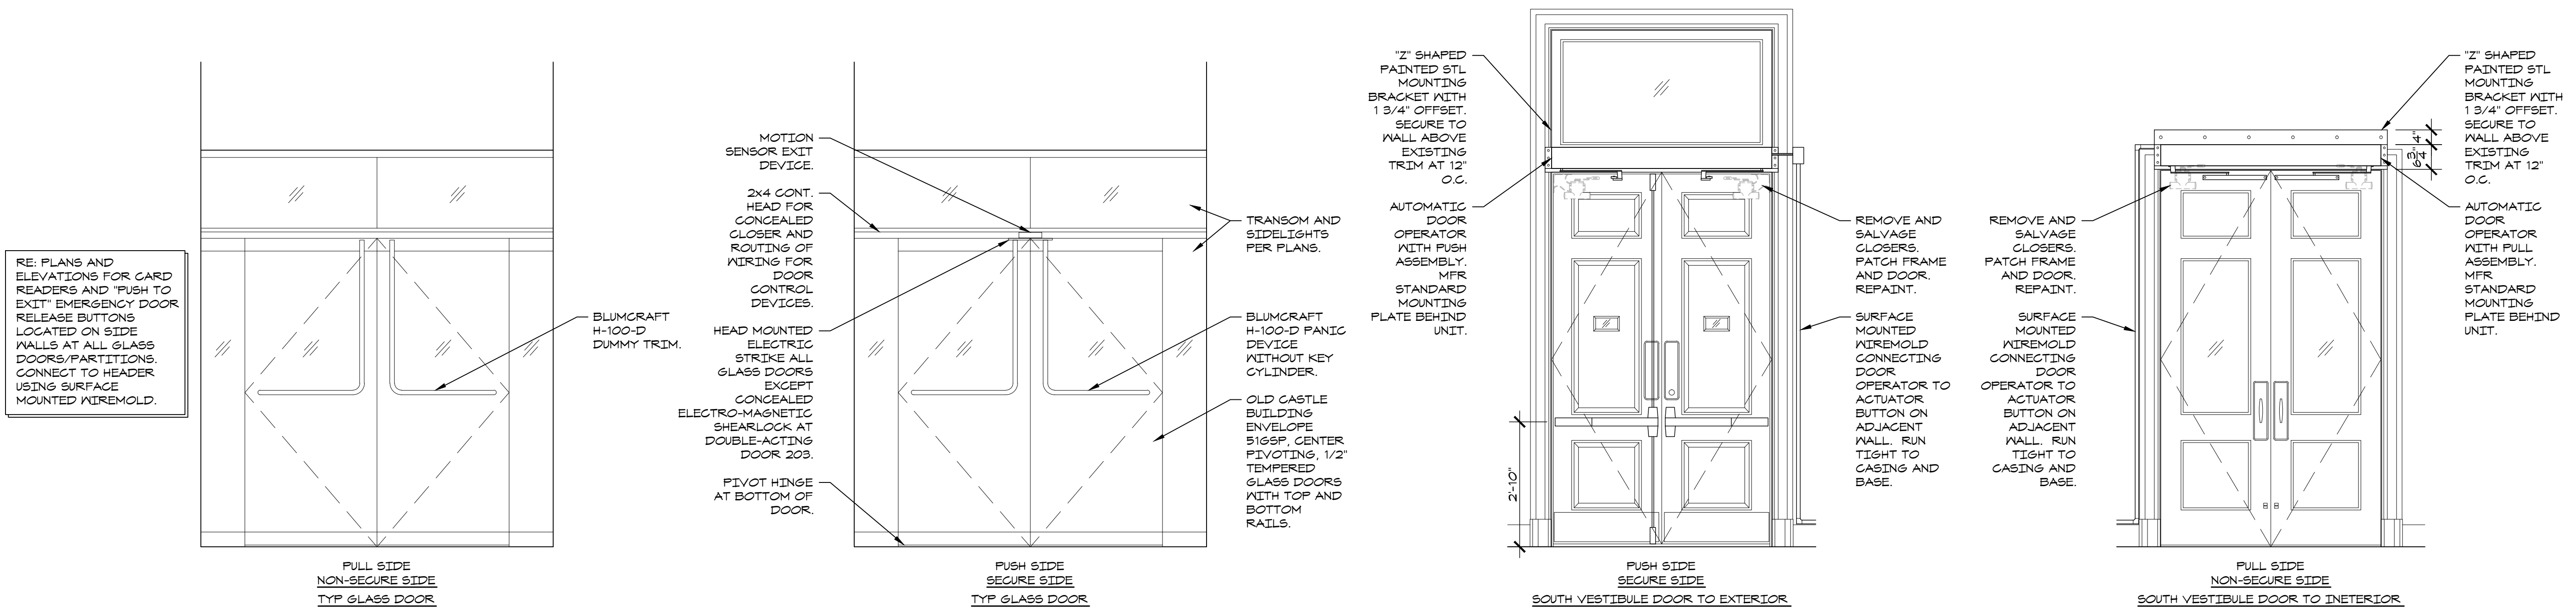 RE: PLANS AND
ELEVATIONS FOR CARD
READERS AND "PUSH TO
EXIT" EMERGENCY DOOR
RELEASE BUTTONS
LOCATED ON SIDE
WALLS AT ALL GLASS
DOORS/PARTITIONS.
CONNECT TO HEADER
USING SURFACE
MOUNTED WIREMOLD.
BLUMCRAFT
H-100-D
DUMMY TRIM.
PULL SIDE
NON-SECURE SIDE
TYP GLASS DOOR
MOTION
SENSOR EXIT
DEVICE.
2x4 CONT.
HEAD FOR
CONCEALED
CLOSER AND
ROUTING OF
WIRING FOR
DOOR
CONTROL
DEVICES.
HEAD MOUNTED
ELECTRIC
STRIKE ALL
GLASS DOORS
EXCEPT
CONCEALED
ELECTRO-MAGNETIC
SHEARLOCK AT
DOUBLE-ACTING
DOOR 203.
PIVOT HINGE
AT BOTTOM OF
DOOR.
TRANSOM AND
SIDELIGHTS
PER PLANS.
BLUMCRAFT
H-100-D PANIC
DEVICE
WITHOUT KEY
CYLINDER.
OLD CASTLE
BUILDING
ENVELOPE
51GSP, CENTER
PIVOTING, 1/2"
TEMPERED
GLASS DOORS
WITH TOP AND
BOTTOM
RAILS.
PUSH SIDE
SECURE SIDE
TYP GLASS DOOR
"Z" SHAPED
PAINTED STL
MOUNTING
BRACKET WITH
1 3/4" OFFSET.
SECURE TO
WALL ABOVE
EXISTING
TRIM AT 12"
O.C.
AUTOMATIC
DOOR
OPERATOR
WITH PUSH
ASSEMBLY.
MFR
STANDARD
MOUNTING
PLATE BEHIND
UNIT.
2'-10"
REMOVE AND
SALVAGE
CLOSERS.
PATCH FRAME
AND DOOR.
REPAINT.
SURFACE
MOUNTED
WIREMOLD
CONNECTING
DOOR
OPERATOR TO
ACTUATOR
BUTTON ON
ADJACENT
WALL. RUN
TIGHT TO
CASING AND
BASE.
PUSH SIDE
SECURE SIDE
SOUTH VESTIBULE DOOR TO EXTERIOR
REMOVE AND
SALVAGE
CLOSERS.
PATCH FRAME
AND DOOR.
REPAINT.
SURFACE
MOUNTED
WIREMOLD
CONNECTING
DOOR
OPERATOR TO
ACTUATOR
BUTTON ON
ADJACENT
WALL. RUN
TIGHT TO
CASING AND
BASE.
4"
6 3/4"
"Z" SHAPED
PAINTED STL
MOUNTING
BRACKET WITH
1 3/4" OFFSET.
SECURE TO
WALL ABOVE
EXISTING
TRIM AT 12"
O.C.
AUTOMATIC
DOOR
OPERATOR
WITH PULL
ASSEMBLY.
MFR
STANDARD
MOUNTING
PLATE BEHIND
UNIT.
PULL SIDE
NON-SECURE SIDE
SOUTH VESTIBULE DOOR TO INETERIOR